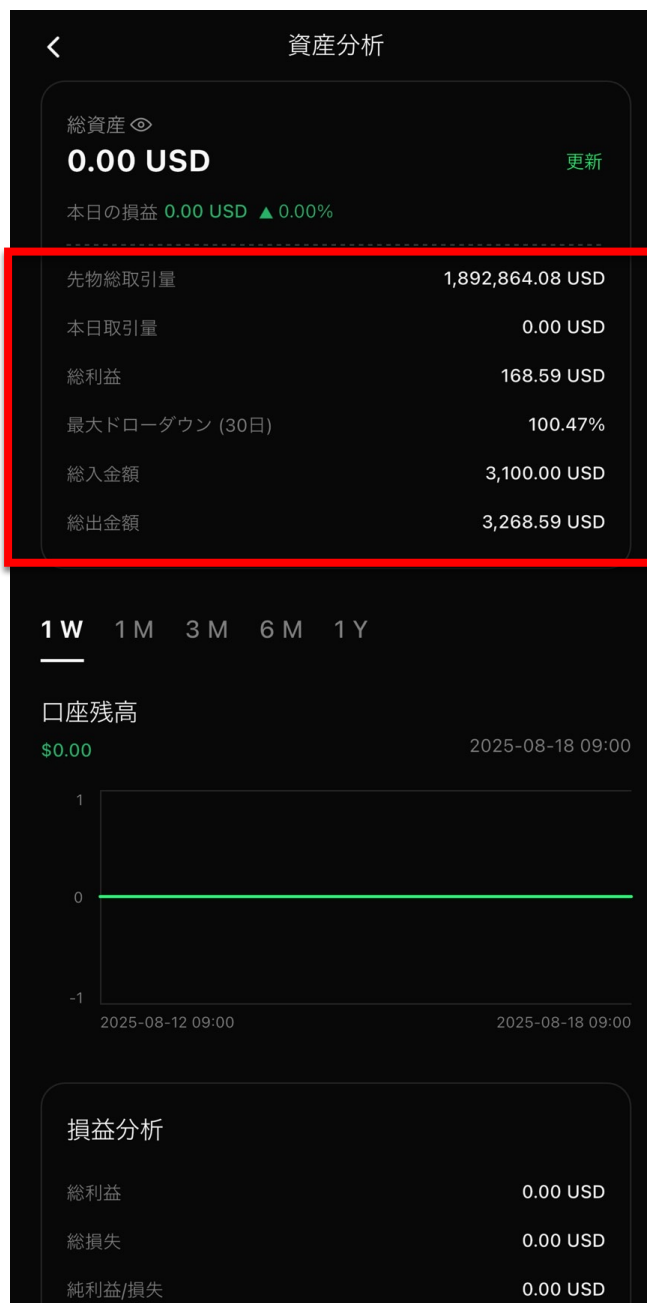 資産分析
総資産
0.00 USD 更新
本日の損益 0.00 USD ▲0.00%
先物総取引量 1,892,864.08 USD
本日取引量 0.00 USD
総利益 168.59 USD
最大ドローダウン (30日) 100.47%
総入金額 3,100.00 USD
総出金額 3,268.59 USD
1 W 1 M 3 M 6 M 1 Y
口座残高
$0.00 2025-08-18 09:00
1
0
-1
2025-08-12 09:00 2025-08-18 09:00
損益分析
総利益 0.00 USD
総損失 0.00 USD
純利益/損失 0.00 USD